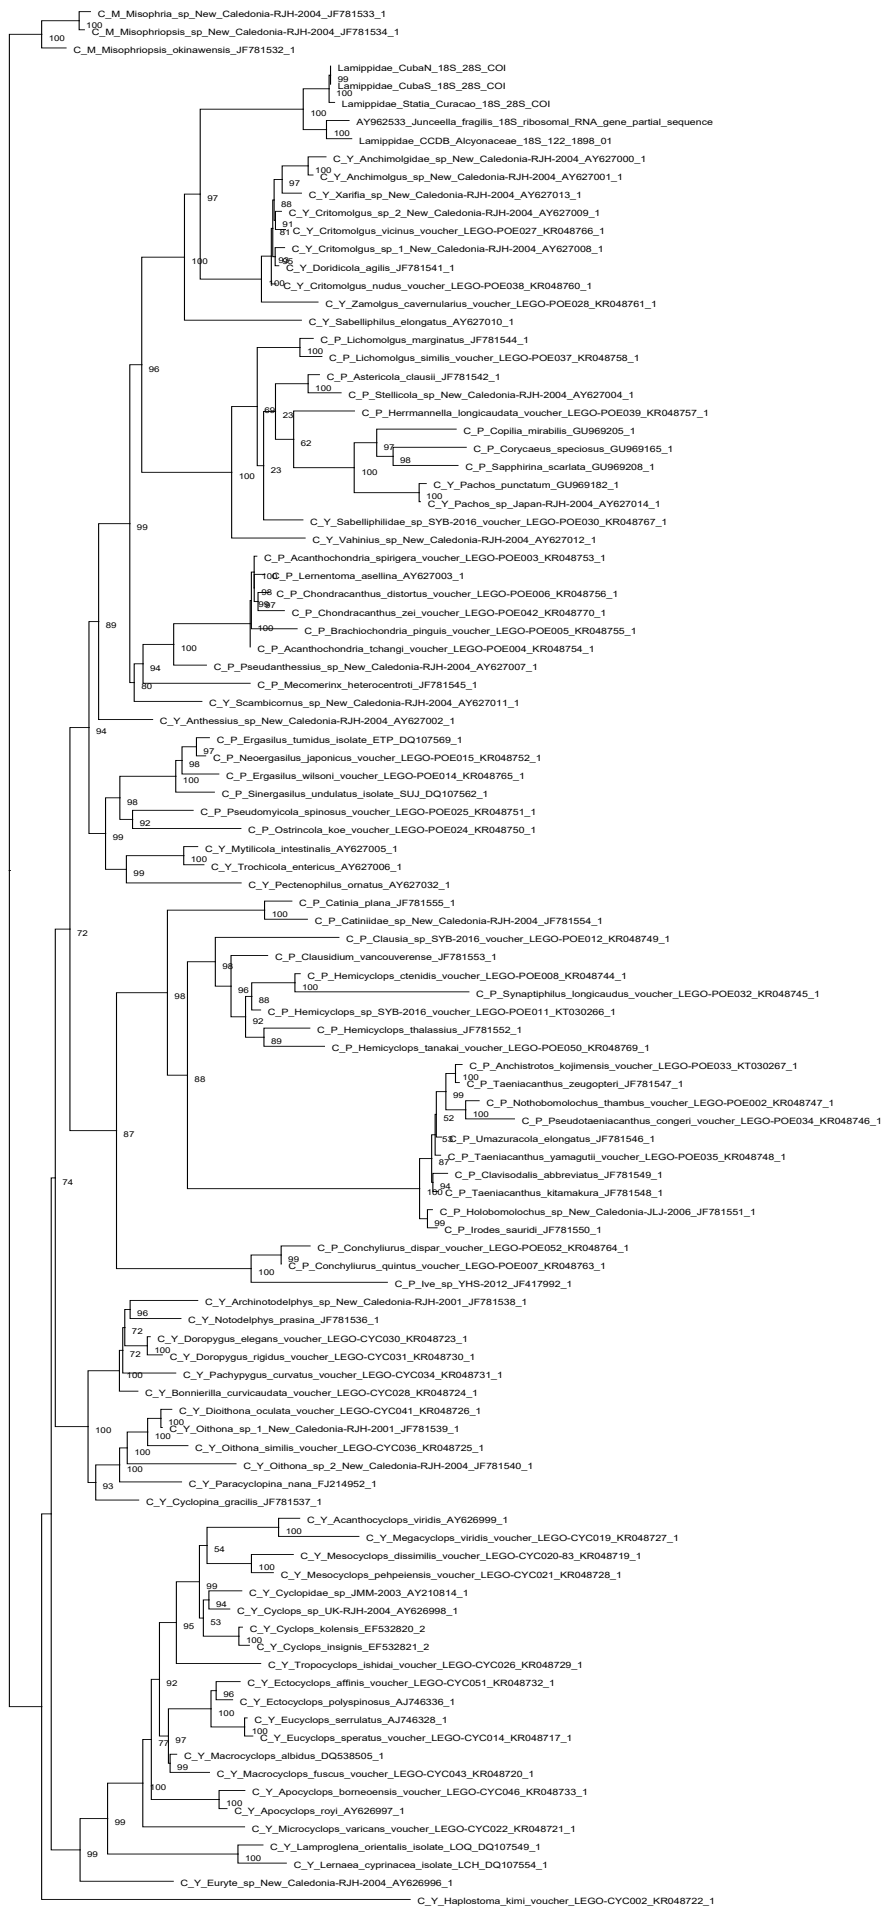 C_M_Misophria_sp_New_Caledonia-RJH-2004_JF781533_1
100
C_M_Misophriopsis_sp_New_Caledonia-RJH-2004_JF781534_1
100
C_M_Misophriopsis_okinawensis_JF781532_1
Lamippidae_CubaN_18S_28S_COI
99
Lamippidae_CubaS_18S_28S_COI
100
Lamippidae_Statia_Curacao_18S_28S_COI
100
AY962533_Junceella_fragilis_18S_ribosomal_RNA_gene_partial_sequence
100
Lamippidae_CCDB_Alcyonaceae_18S_122_1898_01
C_Y_Anchimolgidae_sp_New_Caledonia-RJH-2004_AY627000_1
100
C_Y_Anchimolgus_sp_New_Caledonia-RJH-2004_AY627001_1
97
C_Y_Xarifia_sp_New_Caledonia-RJH-2004_AY627013_1
97
88
C_Y_Critomolgus_sp_2_New_Caledonia-RJH-2004_AY627009_1
91
81
C_Y_Critomolgus_vicinus_voucher_LEGO-POE027_KR048766_1
C_Y_Critomolgus_sp_1_New_Caledonia-RJH-2004_AY627008_1
100
C_Y_Doridicola_agilis_JF781541_1
100
C_Y_Critomolgus_nudus_voucher_LEGO-POE038_KR048760_1
C_Y_Zamolgus_cavernularius_voucher_LEGO-POE028_KR048761_1
C_Y_Sabelliphilus_elongatus_AY627010_1
C_P_Lichomolgus_marginatus_JF781544_1
100
C_P_Lichomolgus_similis_voucher_LEGO-POE037_KR048758_1
96
C_P_Astericola_clausii_JF781542_1
100
C_P_Stellicola_sp_New_Caledonia-RJH-2004_AY627004_1
69
23
C_P_Herrmannella_longicaudata_voucher_LEGO-POE039_KR048757_1
C_P_Copilia_mirabilis_GU969205_1
62
97
C_P_Corycaeus_speciosus_GU969165_1
98
C_P_Sapphirina_scarlata_GU969208_1
100
23
100
C_P_Pachos_punctatum_GU969182_1
100
C_Y_Pachos_sp_Japan-RJH-2004_AY627014_1
C_Y_Sabelliphilidae_sp_SYB-2016_voucher_LEGO-POE030_KR048767_1
99
C_Y_Vahinius_sp_New_Caledonia-RJH-2004_AY627012_1
C_P_Acanthochondria_spirigera_voucher_LEGO-POE003_KR048753_1
100
C_P_Lernentoma_asellina_AY627003_1
98
C_P_Chondracanthus_distortus_voucher_LEGO-POE006_KR048756_1
97
C_P_Chondracanthus_zei_voucher_LEGO-POE042_KR048770_1
89
100
C_P_Brachiochondria_pinguis_voucher_LEGO-POE005_KR048755_1
100
C_P_Acanthochondria_tchangi_voucher_LEGO-POE004_KR048754_1
94
C_P_Pseudanthessius_sp_New_Caledonia-RJH-2004_AY627007_1
80
C_P_Mecomerinx_heterocentroti_JF781545_1
C_Y_Scambicornus_sp_New_Caledonia-RJH-2004_AY627011_1
C_Y_Anthessius_sp_New_Caledonia-RJH-2004_AY627002_1
94
C_P_Ergasilus_tumidus_isolate_ETP_DQ107569_1
97
C_P_Neoergasilus_japonicus_voucher_LEGO-POE015_KR048752_1
98
C_P_Ergasilus_wilsoni_voucher_LEGO-POE014_KR048765_1
100
C_P_Sinergasilus_undulatus_isolate_SUJ_DQ107562_1
98
C_P_Pseudomyicola_spinosus_voucher_LEGO-POE025_KR048751_1
92
C_P_Ostrincola_koe_voucher_LEGO-POE024_KR048750_1
99
C_Y_Mytilicola_intestinalis_AY627005_1
100
C_Y_Trochicola_entericus_AY627006_1
99
C_Y_Pectenophilus_ornatus_AY627032_1
C_P_Catinia_plana_JF781555_1
100
C_P_Catiniidae_sp_New_Caledonia-RJH-2004_JF781554_1
72
C_P_Clausia_sp_SYB-2016_voucher_LEGO-POE012_KR048749_1
C_P_Clausidium_vancouverense_JF781553_1
98
C_P_Hemicyclops_ctenidis_voucher_LEGO-POE008_KR048744_1
100
C_P_Synaptiphilus_longicaudus_voucher_LEGO-POE032_KR048745_1
96
98
88
C_P_Hemicyclops_sp_SYB-2016_voucher_LEGO-POE011_KT030266_1
92
C_P_Hemicyclops_thalassius_JF781552_1
89
C_P_Hemicyclops_tanakai_voucher_LEGO-POE050_KR048769_1
C_P_Anchistrotos_kojimensis_voucher_LEGO-POE033_KT030267_1
88
100
C_P_Taeniacanthus_zeugopteri_JF781547_1
99
C_P_Nothobomolochus_thambus_voucher_LEGO-POE002_KR048747_1
100
C_P_Pseudotaeniacanthus_congeri_voucher_LEGO-POE034_KR048746_1
52
87
C_P_Umazuracola_elongatus_JF781546_1
87
C_P_Taeniacanthus_yamagutii_voucher_LEGO-POE035_KR048748_1
C_P_Clavisodalis_abbreviatus_JF781549_1
74
94
100
C_P_Taeniacanthus_kitamakura_JF781548_1
C_P_Holobomolochus_sp_New_Caledonia-JLJ-2006_JF781551_1
99
C_P_Irodes_sauridi_JF781550_1
C_P_Conchyliurus_dispar_voucher_LEGO-POE052_KR048764_1
99
C_P_Conchyliurus_quintus_voucher_LEGO-POE007_KR048763_1
100
C_P_Ive_sp_YHS-2012_JF417992_1
C_Y_Archinotodelphys_sp_New_Caledonia-RJH-2001_JF781538_1
96
C_Y_Notodelphys_prasina_JF781536_1
72
C_Y_Doropygus_elegans_voucher_LEGO-CYC030_KR048723_1
100
72
C_Y_Doropygus_rigidus_voucher_LEGO-CYC031_KR048730_1
100
C_Y_Pachypygus_curvatus_voucher_LEGO-CYC034_KR048731_1
C_Y_Bonnierilla_curvicaudata_voucher_LEGO-CYC028_KR048724_1
C_Y_Dioithona_oculata_voucher_LEGO-CYC041_KR048726_1
100
100
C_Y_Oithona_sp_1_New_Caledonia-RJH-2001_JF781539_1
100
C_Y_Oithona_similis_voucher_LEGO-CYC036_KR048725_1
100
C_Y_Oithona_sp_2_New_Caledonia-RJH-2004_JF781540_1
93
C_Y_Paracyclopina_nana_FJ214952_1
C_Y_Cyclopina_gracilis_JF781537_1
C_Y_Acanthocyclops_viridis_AY626999_1
100
C_Y_Megacyclops_viridis_voucher_LEGO-CYC019_KR048727_1
54
C_Y_Mesocyclops_dissimilis_voucher_LEGO-CYC020-83_KR048719_1
100
C_Y_Mesocyclops_pehpeiensis_voucher_LEGO-CYC021_KR048728_1
99
C_Y_Cyclopidae_sp_JMM-2003_AY210814_1
94
C_Y_Cyclops_sp_UK-RJH-2004_AY626998_1
95
53
C_Y_Cyclops_kolensis_EF532820_2
100
C_Y_Cyclops_insignis_EF532821_2
C_Y_Tropocyclops_ishidai_voucher_LEGO-CYC026_KR048729_1
92
C_Y_Ectocyclops_affinis_voucher_LEGO-CYC051_KR048732_1
96
C_Y_Ectocyclops_polyspinosus_AJ746336_1
100
C_Y_Eucyclops_serrulatus_AJ746328_1
100
C_Y_Eucyclops_speratus_voucher_LEGO-CYC014_KR048717_1
77
97
C_Y_Macrocyclops_albidus_DQ538505_1
99
C_Y_Macrocyclops_fuscus_voucher_LEGO-CYC043_KR048720_1
100
C_Y_Apocyclops_borneoensis_voucher_LEGO-CYC046_KR048733_1
100
C_Y_Apocyclops_royi_AY626997_1
99
C_Y_Microcyclops_varicans_voucher_LEGO-CYC022_KR048721_1
C_Y_Lamproglena_orientalis_isolate_LOQ_DQ107549_1
99
100
C_Y_Lernaea_cyprinacea_isolate_LCH_DQ107554_1
C_Y_Euryte_sp_New_Caledonia-RJH-2004_AY626996_1
C_Y_Haplostoma_kimi_voucher_LEGO-CYC002_KR048722_1